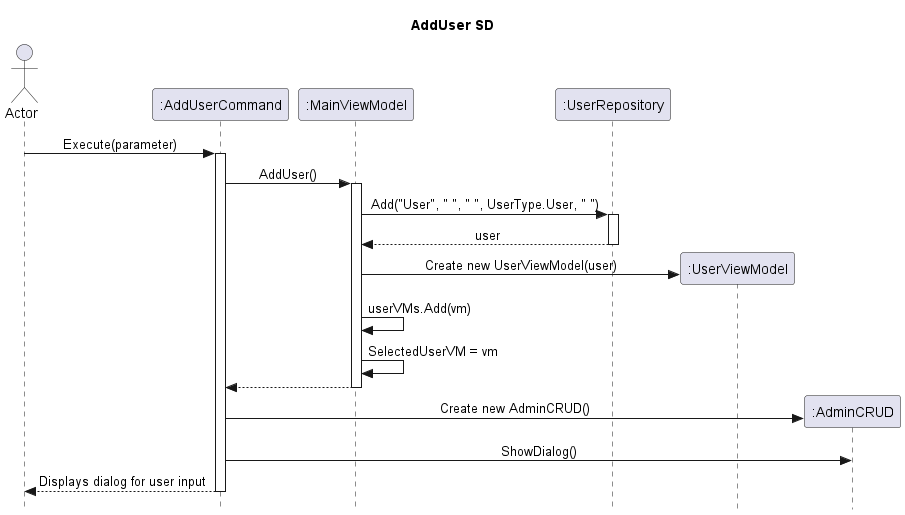 AddUser SD
Actor
:AddUserCommand
:MainViewModel
:UserRepository
Execute(parameter)
AddUser()
Add("User", " ", " ", UserType.User, " ")
user
Create new UserViewModel(user)
:UserViewModel
userVMs.Add(vm)
SelectedUserVM = vm
Create new AdminCRUD()
:AdminCRUD
ShowDialog()
Displays dialog for user input